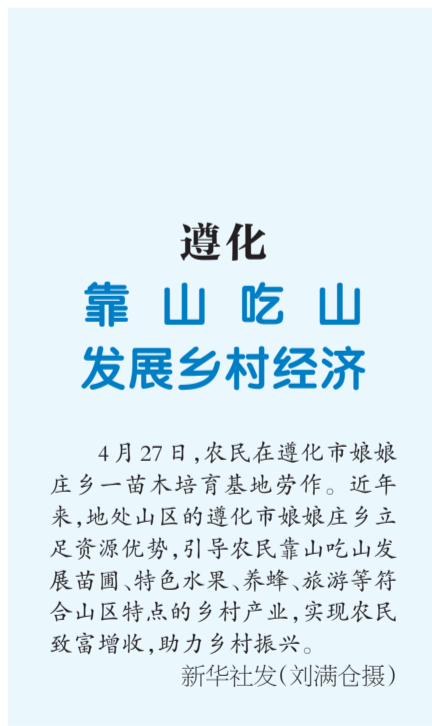 遵化
靠山吃山
发展乡村经济
4月27日,农民在遵化市娘娘
庄乡一苗木培育基地劳作。近年
来,地处山区的遵化市娘娘庄乡立
足资源优势,引导农民靠山吃山发
展苗圃、特色水果、养蜂、旅游等符
合山区特点的乡村产业,实现农民
致富增收,助力乡村振兴。
新华社发(刘满仓摄)